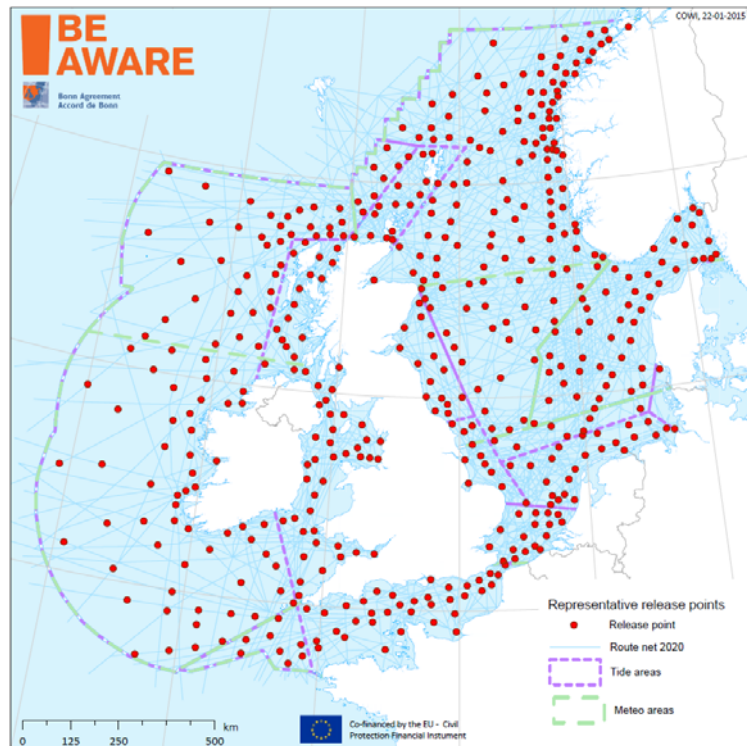 COWI, 22-01-2015
BE
AWARE
Bonn Agreement
Accord de Bonn
Representative release points
Release point
Route net 2020
Tide areas
Meteo areas
km
0 125 250 500
Co-financed by the EU - Civil
Protection Financial Instument